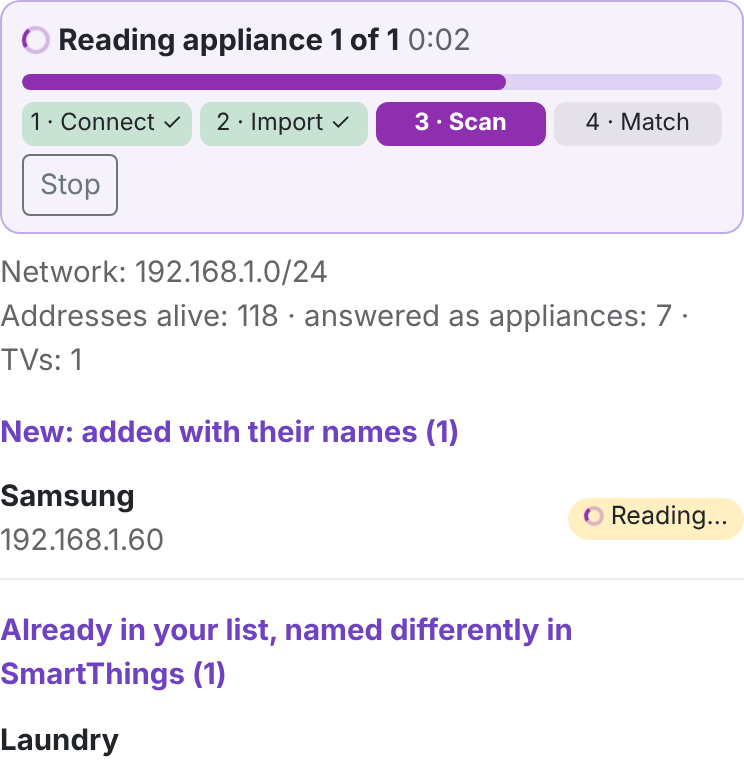 Reading appliance 1 of 1 0:02
1 · Connect ✓ 2 · Import ✓ 3 · Scan 4 · Match
Stop
Network: 192.168.1.0/24
Addresses alive: 118 · answered as appliances: 7 ·
TVs: 1
New: added with their names (1)
Samsung
Reading...
192.168.1.60
Already in your list, named differently in
SmartThings (1)
Laundry